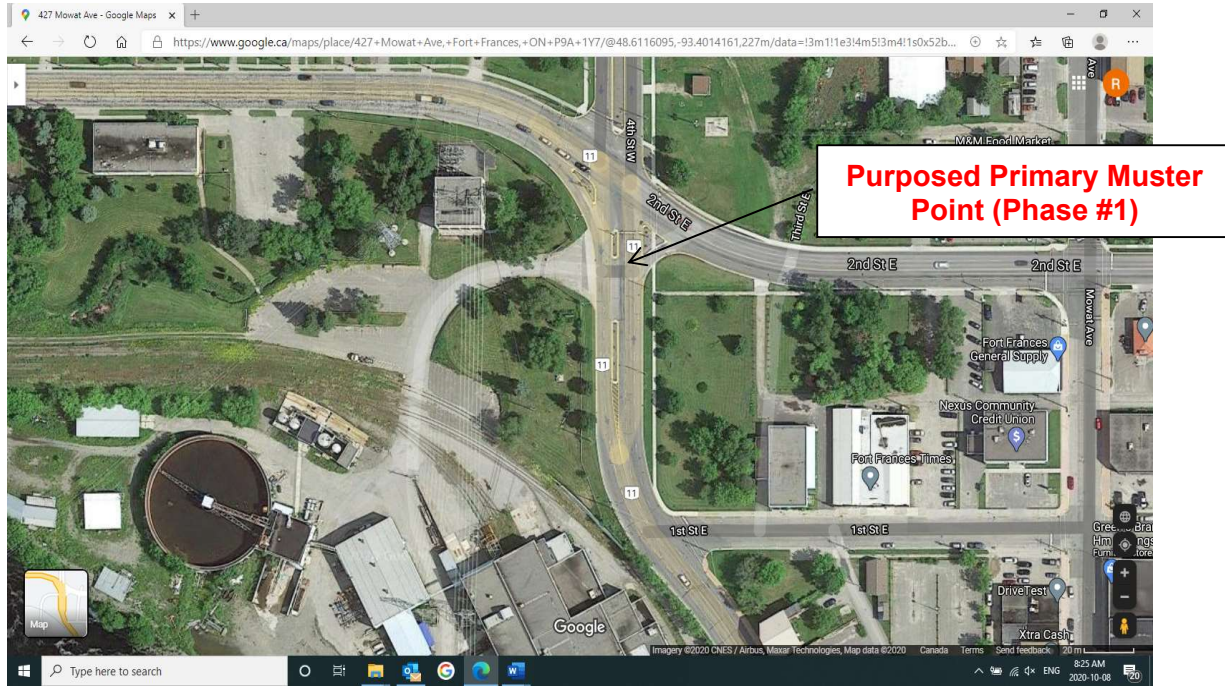 427 Mowat Ave - Google Maps
https://www.google.ca/maps/place/427+Mowat+Ave,+Fort+Frances,+ON+P9A+1Y7/@48.6116095,-93.4014161,227m/data=!3m1!1e3!4m5!3m4!1s0x52b...
Ave
R
11
4th St W
M&M Food Market
Purposed Primary Muster
Point (Phase #1)
2nd St E
Third St E
11
2nd St E
2nd St E
Mowat Ave
Fort Frances
General Supply
11
Nexus Community
Credit Union
Fort Frances Times
11
1st St E
1st St E
DriveTest
Map
Google
Xtra Cash
Imagery ©2020 CNES / Airbus, Maxar Technologies, Map data ©2020 Canada Terms Send feedback 20 m
Type here to search
ENG
8:25 AM
2020-10-08
20